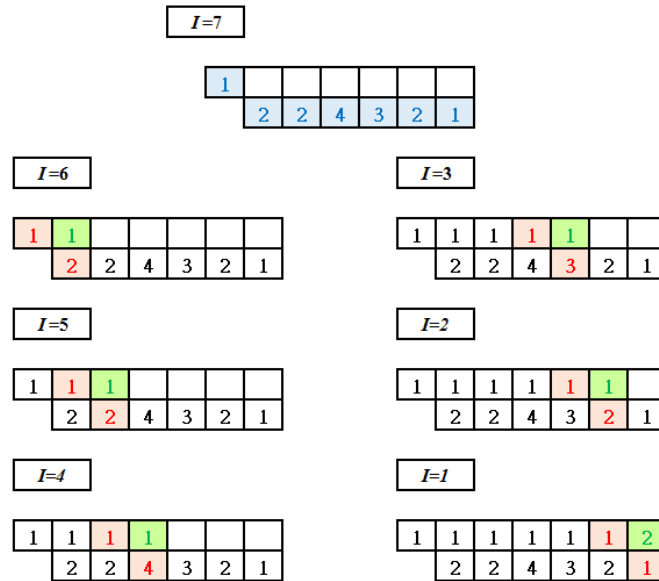 I=7
1
2 2 4 3 2 1
I=6
1 1
2 2 4 3 2 1
I=3
1 1 1 1 1
2 2 4 3 2 1
I=5
1 1 1
2 2 4 3 2 1
I=2
1 1 1 1 1 1
2 2 4 3 2 1
I=4
1 1 1 1
2 2 4 3 2 1
I=1
1 1 1 1 1 1 2
2 2 4 3 2 1